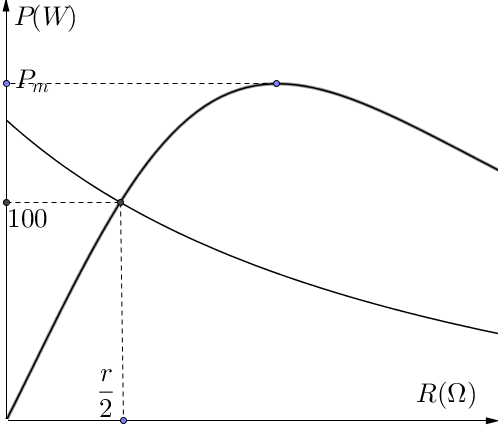 P(W)
P_m
100
r/2
R(Ω)